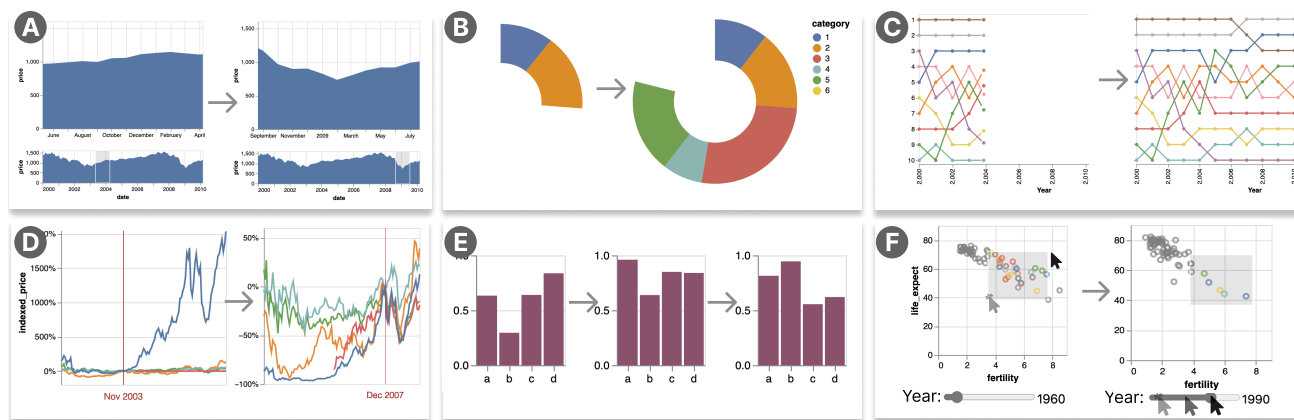 A
1,500
1,000
500
0
price
June August October December February April
1,500
1,000
500
0
price
2000 2002 2004 2006 2008 2010
date
1,500
1,000
500
0
price
September November 2009 March May July
1,500
1,000
500
0
price
2000 2002 2004 2006 2008 2010
date
B
category
1
2
3
4
5
6
C
1
2
3
4
5
6
7
8
9
10
2,000 2,002 2,004 2,006 2,008 2,010
Year
2,000 2,002 2,004 2,006 2,008
Year
D
indexed_price
1500%
1000%
500%
0%
Nov 2003
0%
−50%
−100%
Dec 2007
E
1.0
0.5
0.0
a b c d
1.0
0.5
0.0
a b c d
1.0
0.5
0.0
a b c d
F
life_expect
80
60
40
20
0
0 2 4 6 8
fertility
Year: 1960
80
60
40
20
0
0 2 4 6 8
fertility
Year: 1990